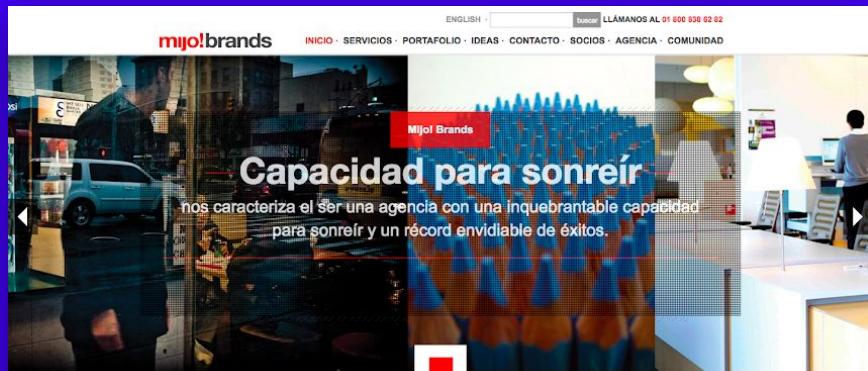 ENGLISH · buscar LLÁMANOS AL 01 800 838 62 82
mijo!brands
INICIO · SERVICIOS · PORTAFOLIO · IDEAS · CONTACTO · SOCIOS · AGENCIA · COMUNIDAD
Mijo! Brands
Capacidad para sonreír
nos caracteriza el ser una agencia con una inquebrantable capacidad
para sonreír y un récord envidiable de éxitos.